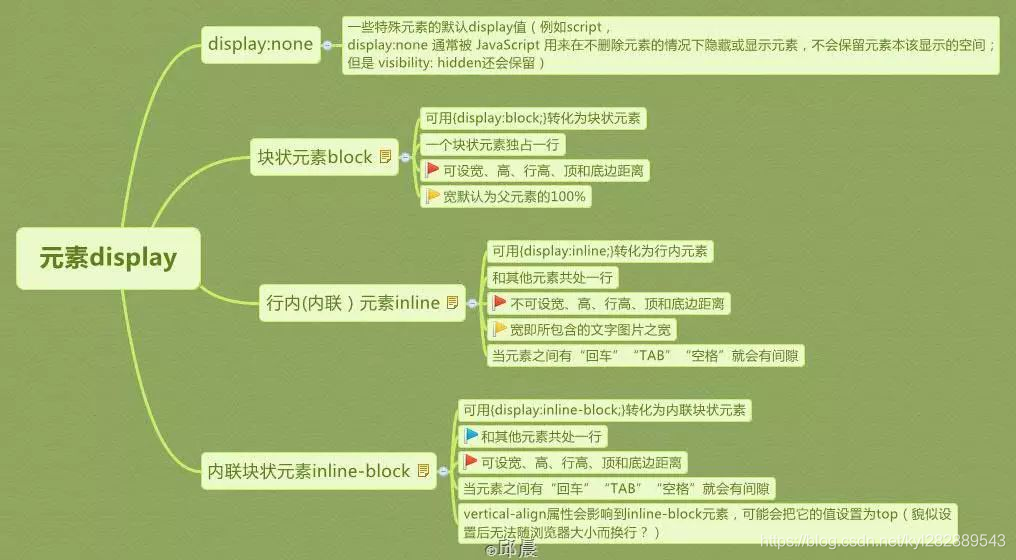 元素display
display:none
一些特殊元素的默认display值（例如script，
display:none 通常被 JavaScript 用来在不删除元素的情况下隐藏或显示元素，不会保留元素本该显示的空间；
但是 visibility: hidden还会保留）
块状元素block
可用{display:block;}转化为块状元素
一个块状元素独占一行
可设宽、高、行高、顶和底边距离
宽默认为父元素的100%
行内(内联）元素inline
可用{display:inline;}转化为行内元素
和其他元素共处一行
不可设宽、高、行高、顶和底边距离
宽即所包含的文字图片之宽
当元素之间有“回车”“TAB”“空格”就会有间隙
内联块状元素inline-block
可用{display:inline-block;}转化为内联块状元素
和其他元素共处一行
可设宽、高、行高、顶和底边距离
当元素之间有“回车”“TAB”“空格”就会有间隙
vertical-align属性会影响到inline-block元素，可能会把它的值设置为top（貌似设
置后无法随浏览器大小而换行？）
@邱晨
https://blog.csdn.net/kyl282889543